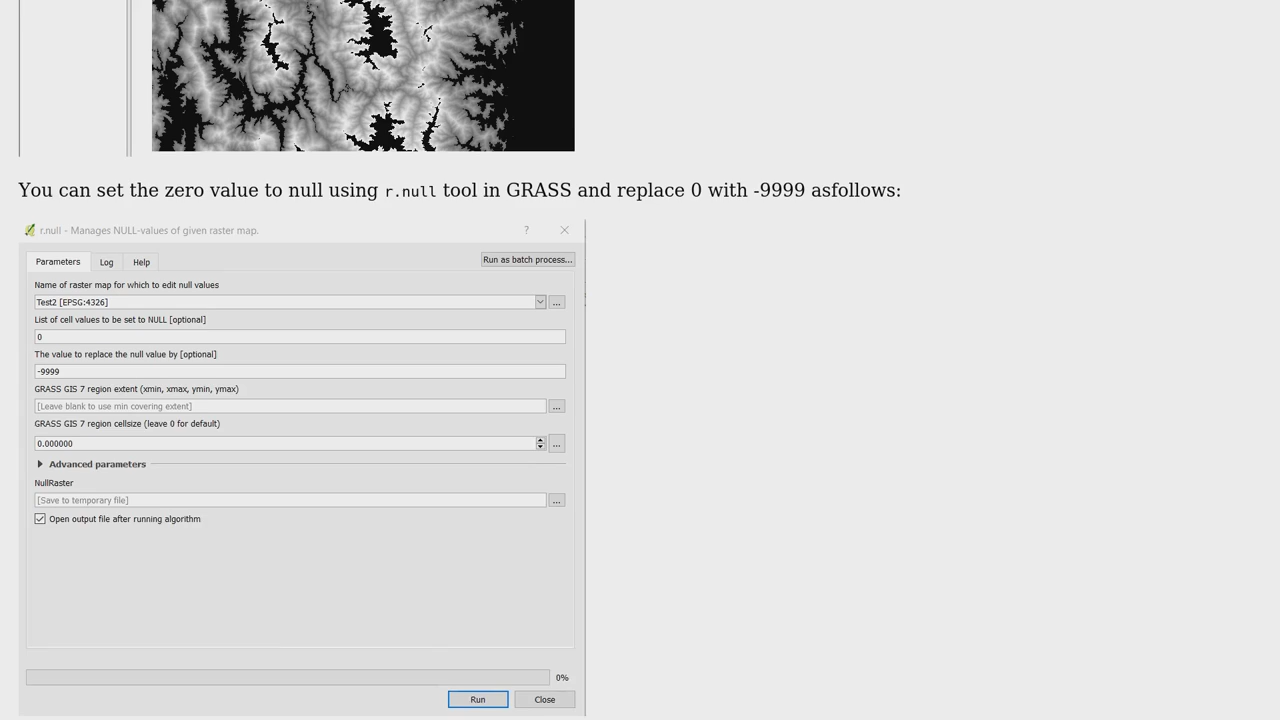 You can set the zero value to null using r.null tool in GRASS and replace 0 with -9999 asfollows:
r.null - Manages NULL-values of given raster map.
?
Parameters
Log
Help
Run as batch process...
Name of raster map for which to edit null values
Test2 [EPSG:4326]
...
List of cell values to be set to NULL [optional]
0
The value to replace the null value by [optional]
-9999
GRASS GIS 7 region extent (xmin, xmax, ymin, ymax)
[Leave blank to use min covering extent]
...
GRASS GIS 7 region cellsize (leave 0 for default)
0.000000
...
Advanced parameters
NullRaster
[Save to temporary file]
...
Open output file after running algorithm
0%
Run
Close